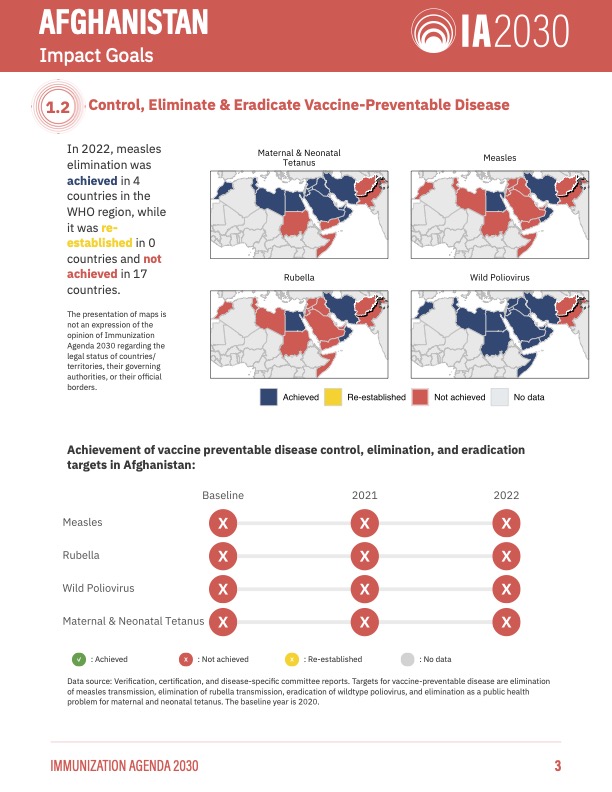 AFGHANISTAN
Impact Goals
IA2030
1.2
Control, Eliminate & Eradicate Vaccine-Preventable Disease
In 2022, measles
elimination was
achieved in 4
countries in the
WHO region, while
it was re-
established in 0
countries and not
achieved in 17
countries.
The presentation of maps is
not an expression of the
opinion of Immunization
Agenda 2030 regarding the
legal status of countries/
territories, their governing
authorities, or their official
borders.
Maternal & Neonatal
Tetanus
Measles
Rubella
Wild Poliovirus
Achieved Re-established Not achieved No data
Achievement of vaccine preventable disease control, elimination, and eradication
targets in Afghanistan:
Baseline 2021 2022
Measles X X X
Rubella X X X
Wild Poliovirus X X X
Maternal & Neonatal Tetanus X X X
√ : Achieved x : Not achieved x : Re-established : No data
Data source: Verification, certification, and disease-specific committee reports. Targets for vaccine-preventable disease are elimination
of measles transmission, elimination of rubella transmission, eradication of wildtype poliovirus, and elimination as a public health
problem for maternal and neonatal tetanus. The baseline year is 2020.
IMMUNIZATION AGENDA 2030 3